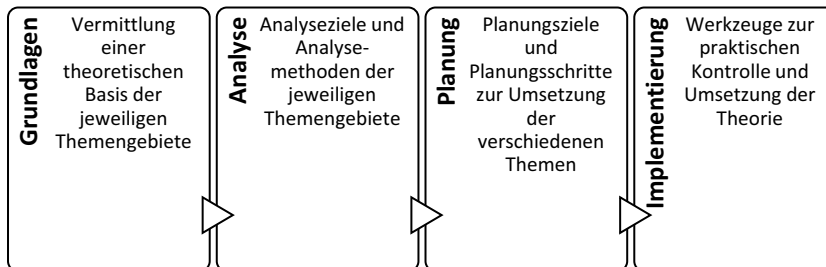 Grundlagen
Vermittlung
einer
theoretischen
Basis der
jeweiligen
Themengebiete
Analyse
Analyseziele und
Analyse-
methoden der
jeweiligen
Themengebiete
Planung
Planungsziele
und
Planungsschritte
zur Umsetzung
der
verschiedenen
Themen
Implementierung
Werkzeuge zur
praktischen
Kontrolle und
Umsetzung der
Theorie